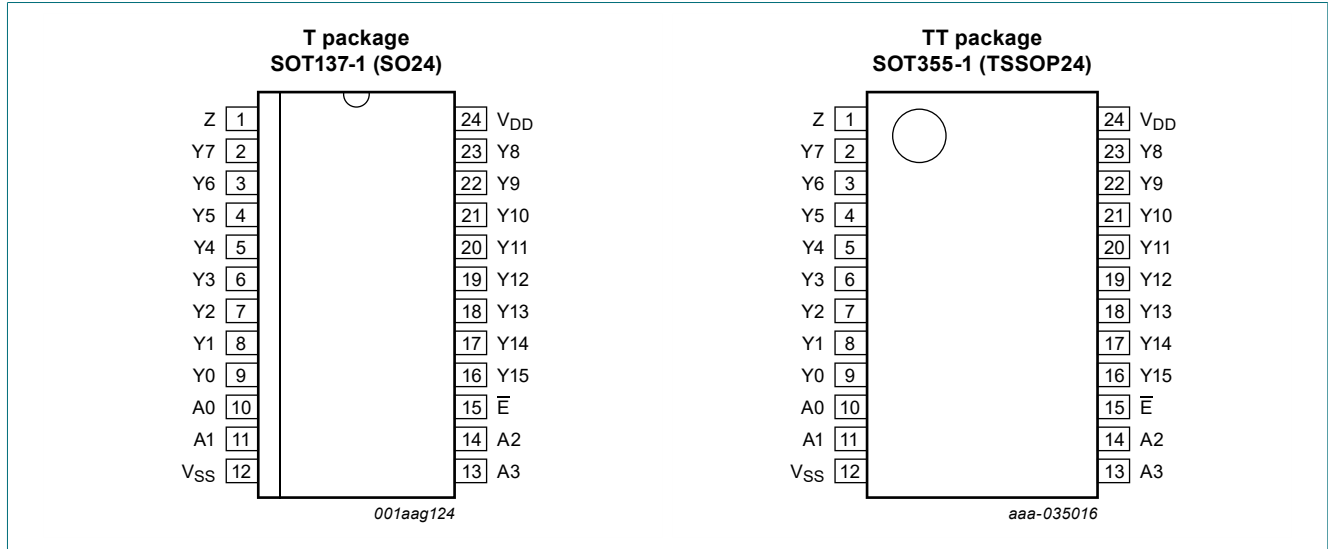 T package
SOT137-1 (SO24)
Z 1 24 VDD
Y7 2 23 Y8
Y6 3 22 Y9
Y5 4 21 Y10
Y4 5 20 Y11
Y3 6 19 Y12
Y2 7 18 Y13
Y1 8 17 Y14
Y0 9 16 Y15
A0 10 15 E̅
A1 11 14 A2
VSS 12 13 A3
001aag124
TT package
SOT355-1 (TSSOP24)
Z 1 24 VDD
Y7 2 23 Y8
Y6 3 22 Y9
Y5 4 21 Y10
Y4 5 20 Y11
Y3 6 19 Y12
Y2 7 18 Y13
Y1 8 17 Y14
Y0 9 16 Y15
A0 10 15 E̅
A1 11 14 A2
VSS 12 13 A3
aaa-035016